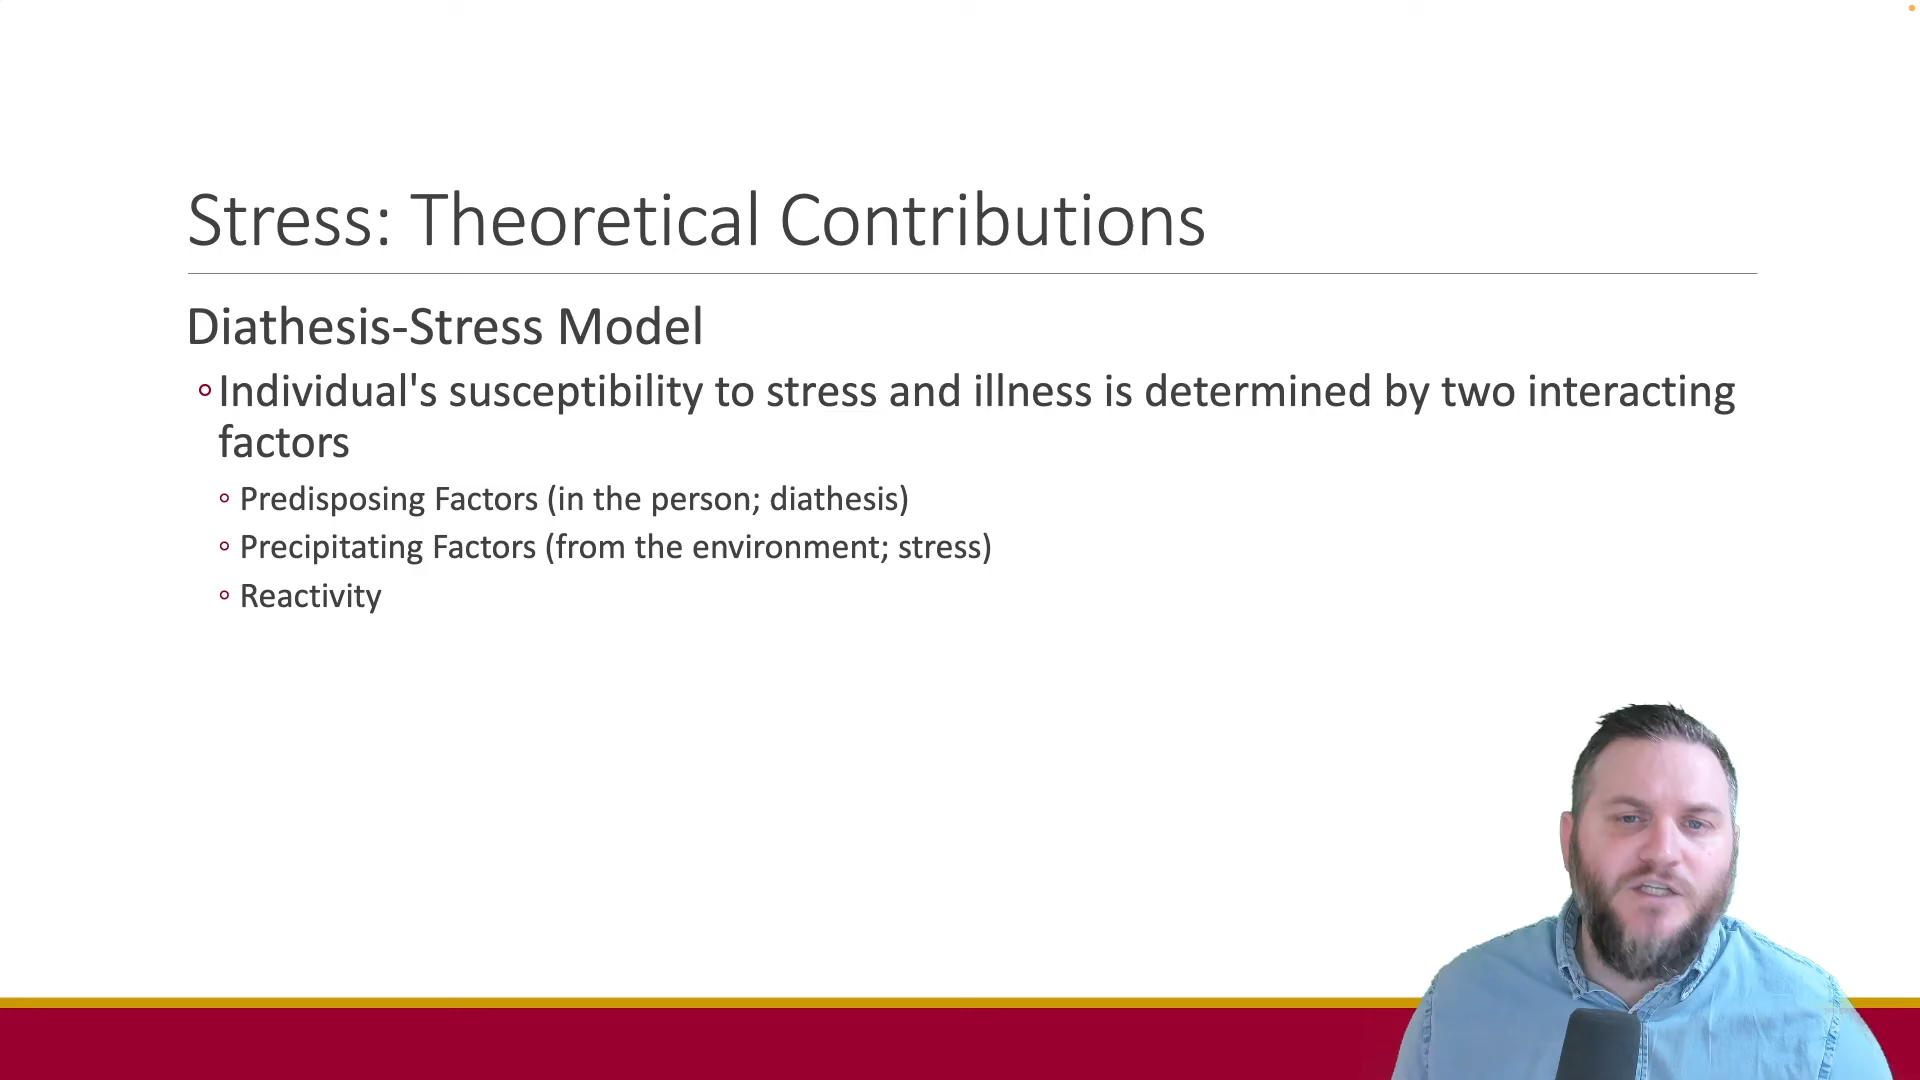 Stress: Theoretical Contributions
Diathesis-Stress Model
◦Individual's susceptibility to stress and illness is determined by two interacting
factors
◦ Predisposing Factors (in the person; diathesis)
◦ Precipitating Factors (from the environment; stress)
◦ Reactivity